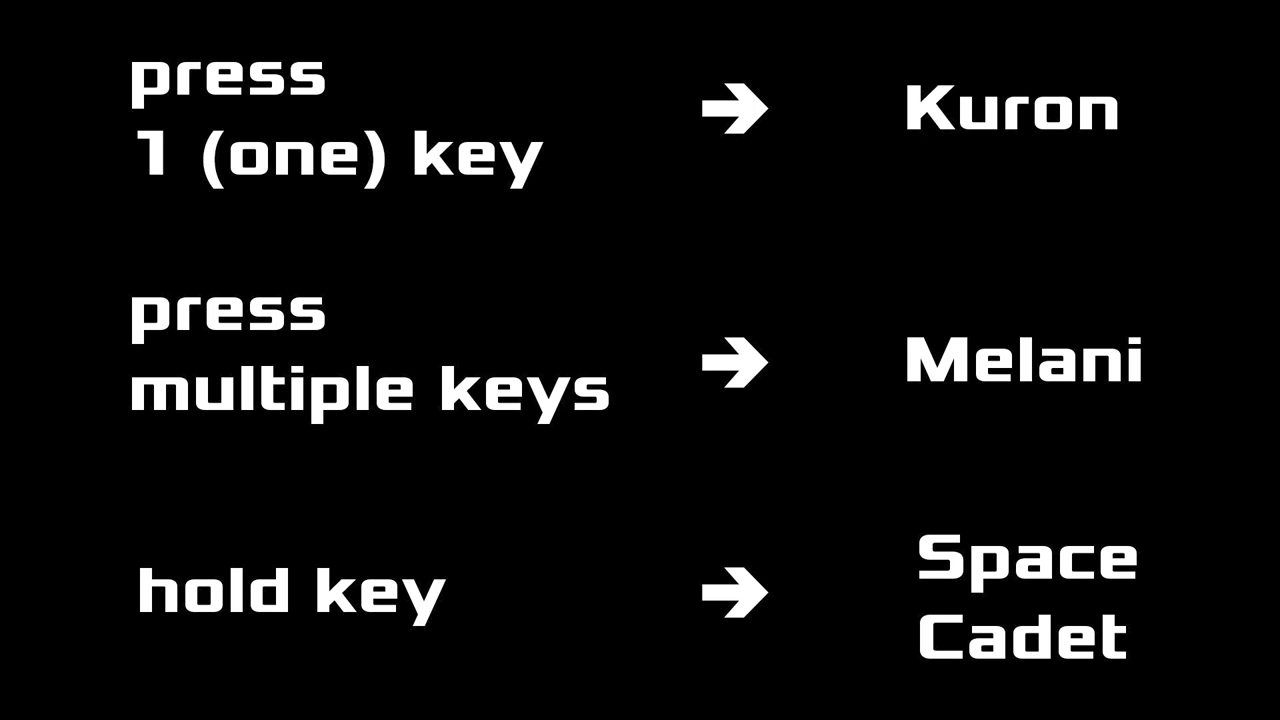 press
1 (one) key
➔
Kuron
press
multiple keys
➔
Melani
hold key
➔
Space
Cadet